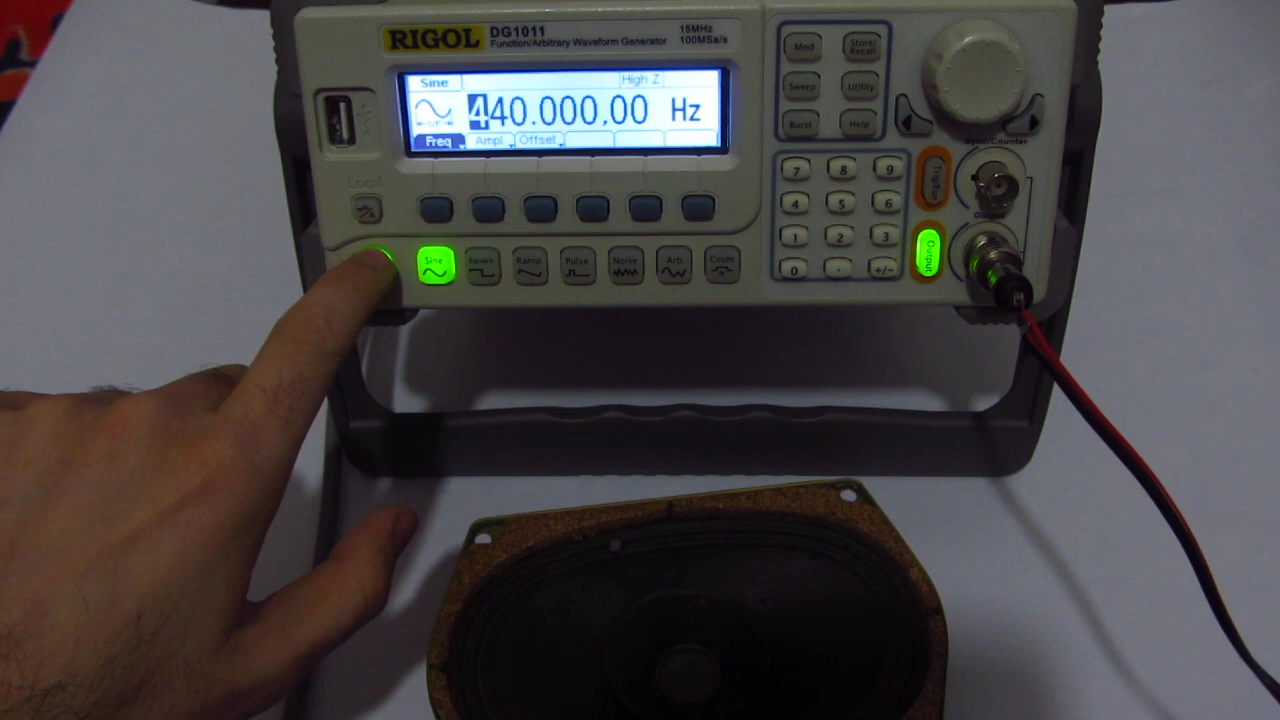 RIGOL DG1011
Function/Arbitrary Waveform Generator
15MHz
100MSa/s
Sine
High Z
440.000,00 Hz
Freq Ampl Offset
Local
Sine Square Ramp Pulse Noise Arb Count
Mod Store/Recall
Sweep Utility
Burst Help
7 8 9
4 5 6
1 2 3
0 . +/-
Sync/Counter
Output
Output